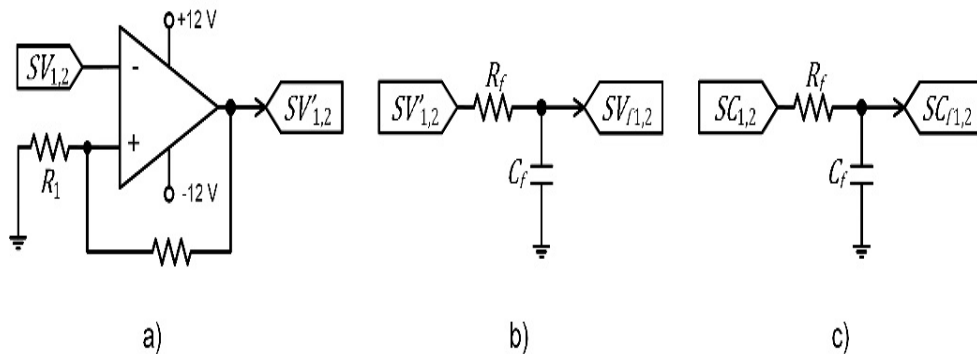 +12 V
SV1,2
-
SV'1,2
+
R1
-12 V
a)
Rf
SV'1,2
SVf1,2
Cf
b)
Rf
SC1,2
SCf1,2
Cf
c)